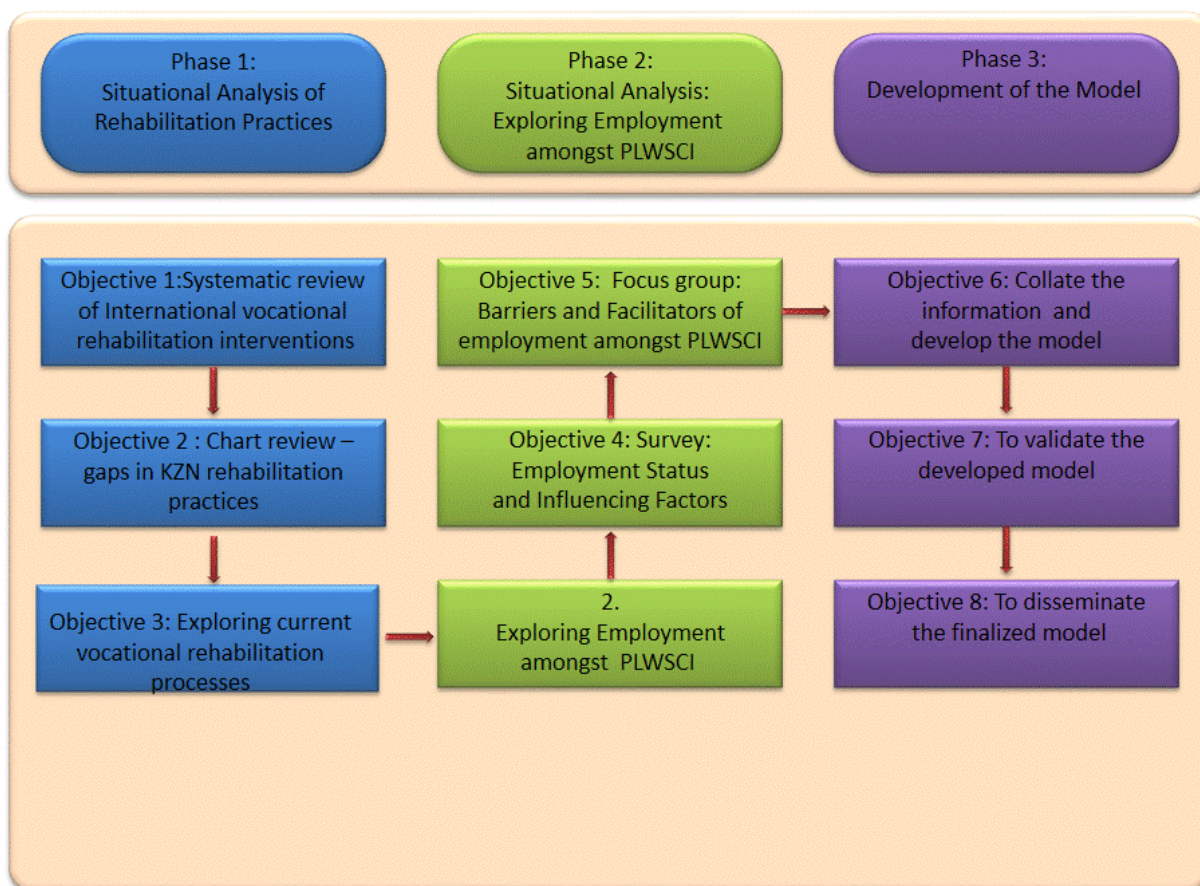 Phase 1:
Situational Analysis of
Rehabilitation Practices
Phase 2:
Situational Analysis:
Exploring Employment
amongst PLWSCI
Phase 3:
Development of the Model
Objective 1:Systematic review
of International vocational
rehabilitation interventions
Objective 2 : Chart review –
gaps in KZN rehabilitation
practices
Objective 3: Exploring current
vocational rehabilitation
processes
2.
Exploring Employment
amongst PLWSCI
Objective 4: Survey:
Employment Status
and Influencing Factors
Objective 5: Focus group:
Barriers and Facilitators of
employment amongst PLWSCI
Objective 6: Collate the
information and
develop the model
Objective 7: To validate the
developed model
Objective 8: To disseminate
the finalized model